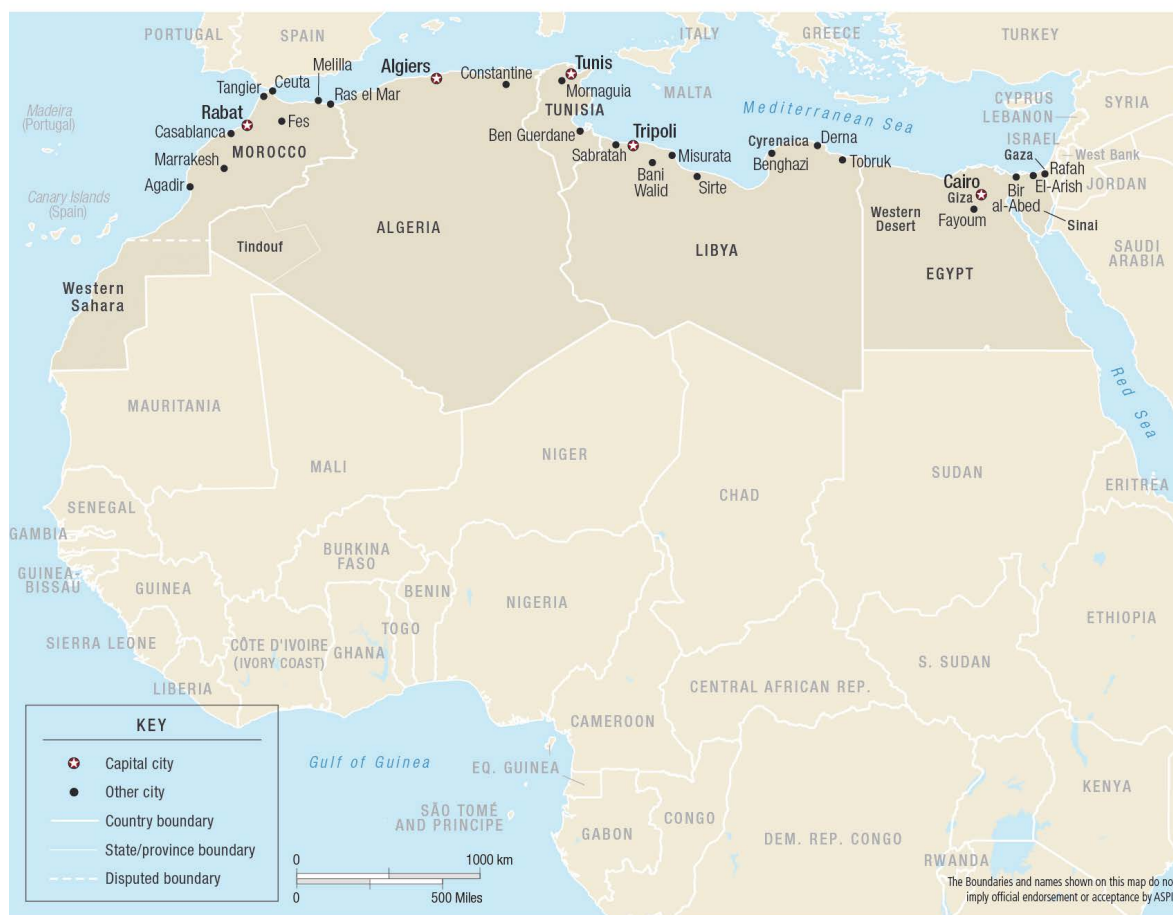 PORTUGAL
SPAIN
ITALY
GREECE
TURKEY
Melilla
Ceuta
Tangier
Ras el Mar
Algiers
Constantine
Tunis
Mornaguia
TUNISIA
MALTA
Mediterranean Sea
CYPRUS
LEBANON
SYRIA
ISRAEL
West Bank
Madeira
(Portugal)
Rabat
Casablanca
Fes
MOROCCO
Marrakesh
Agadir
Ben Guerdane
Tripoli
Sabratah
Misurata
Bani
Walid
Sirte
Cyrenaica
Benghazi
Derna
Tobruk
Gaza
Rafah
El-Arish
Bir
al-Abed
JORDAN
Cairo
Giza
Fayoum
Sinai
Canary Islands
(Spain)
Western
Desert
SAUDI
ARABIA
Tindouf
ALGERIA
LIBYA
EGYPT
Western
Sahara
Red Sea
MAURITANIA
MALI
NIGER
CHAD
SUDAN
ERITREA
SENEGAL
GAMBIA
GUINEA-
BISSAU
GUINEA
BURKINA
FASO
BENIN
NIGERIA
TOGO
ETHIOPIA
SIERRA LEONE
CÔTE D'IVOIRE
(IVORY COAST)
GHANA
LIBERIA
S. SUDAN
CENTRAL AFRICAN REP.
CAMEROON
Gulf of Guinea
EQ. GUINEA
SÃO TOMÉ
AND PRINCIPE
GABON
CONGO
DEM. REP. CONGO
RWANDA
KENYA
KEY
Capital city
Other city
Country boundary
State/province boundary
Disputed boundary
0
1000 km
0
500 Miles
The Boundaries and names shown on this map do no
imply official endorsement or acceptance by ASPI